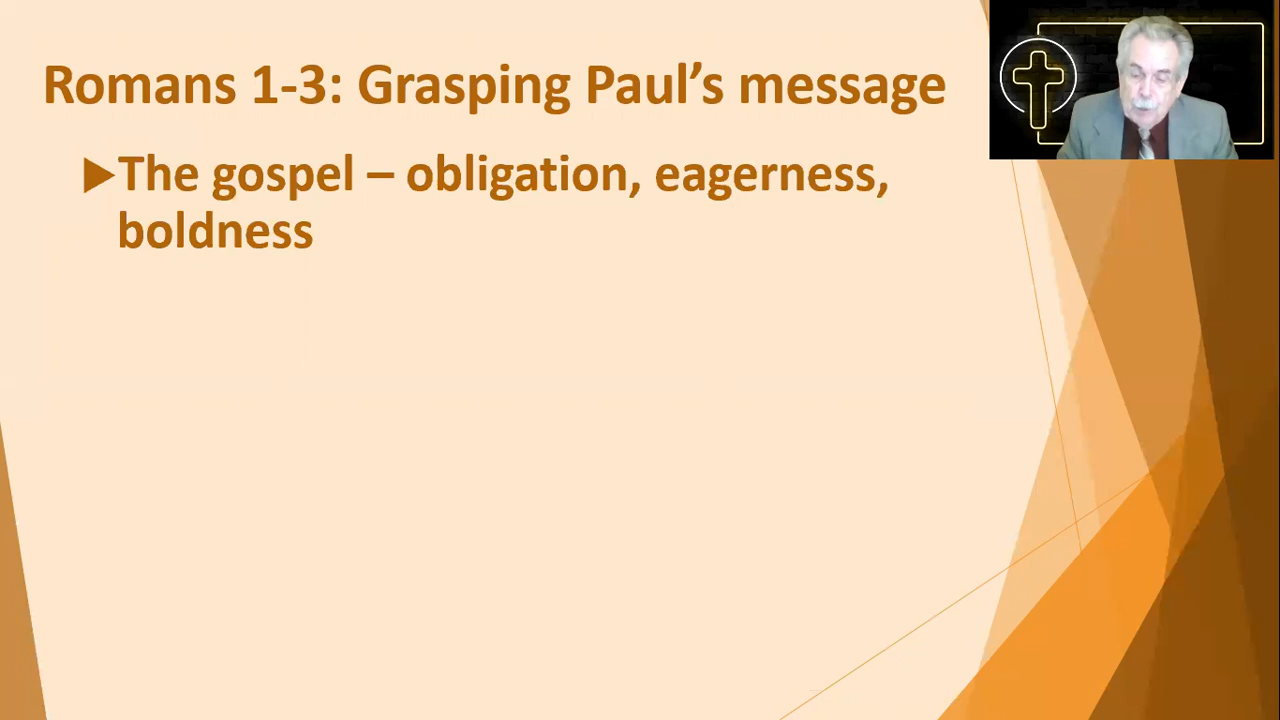 Romans 1-3: Grasping Paul’s message
The gospel – obligation, eagerness,
boldness